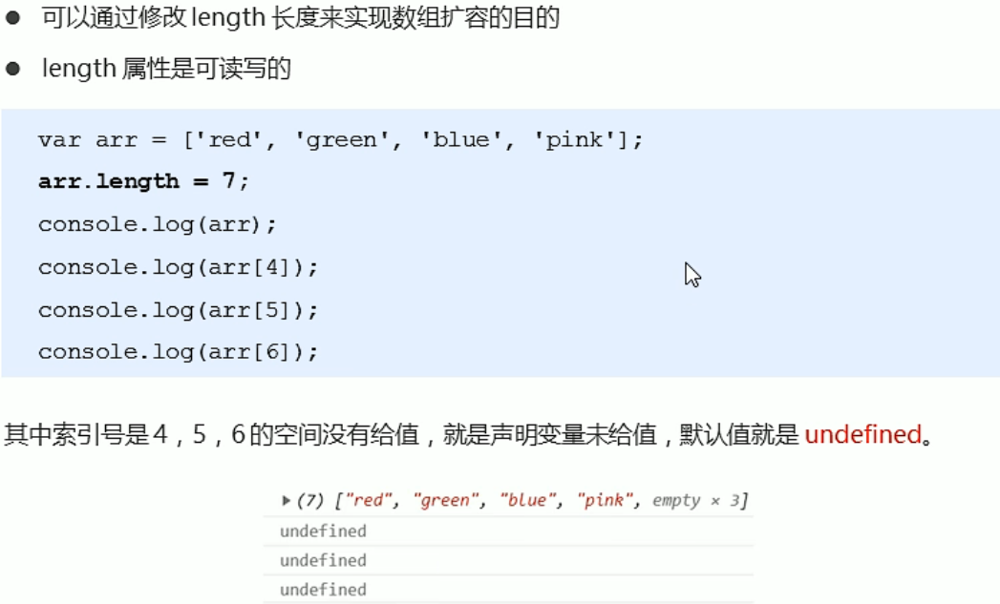 ● 可以通过修改 length 长度来实现数组扩容的目的
● length 属性是可读写的
var arr = ['red', 'green', 'blue', 'pink'];
arr.length = 7;
console.log(arr);
console.log(arr[4]);
console.log(arr[5]);
console.log(arr[6]);
其中索引号是 4，5，6 的空间没有给值，就是声明变量未给值，默认值就是 undefined。
▶ (7) ["red", "green", "blue", "pink", empty × 3]
undefined
undefined
undefined